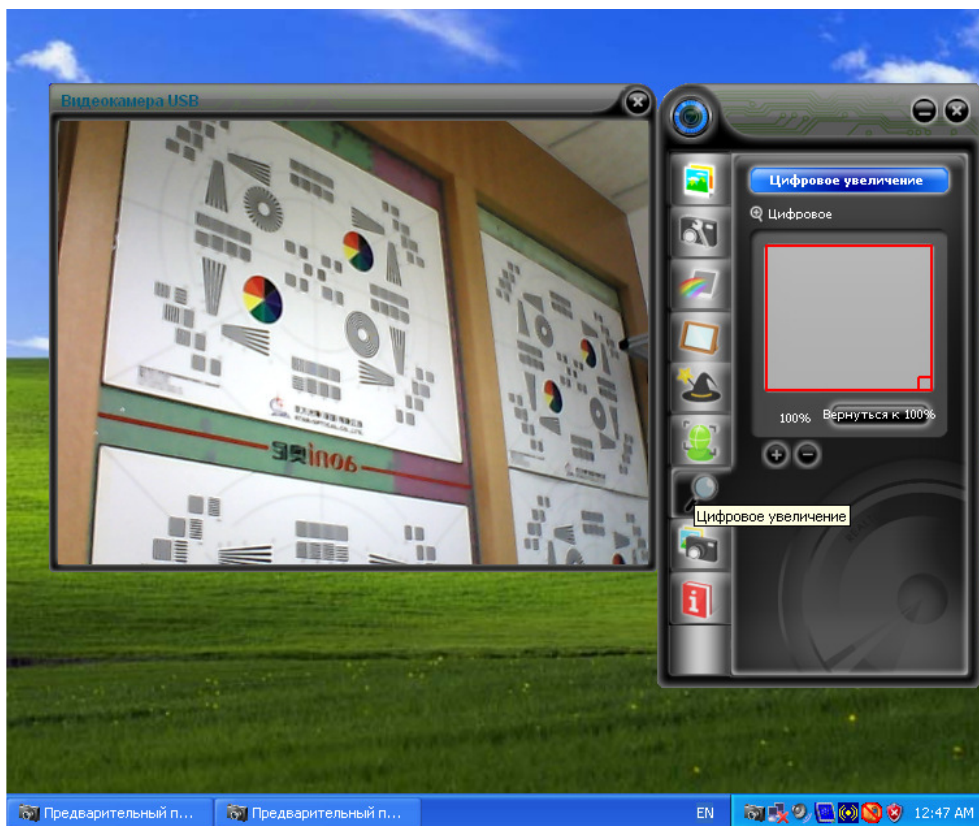 Видеокамера USB
Цифровое увеличение
Цифровое
100%
Вернуться к 100%
Цифровое увеличение
Предварительный п...
Предварительный п...
EN
12:47 AM